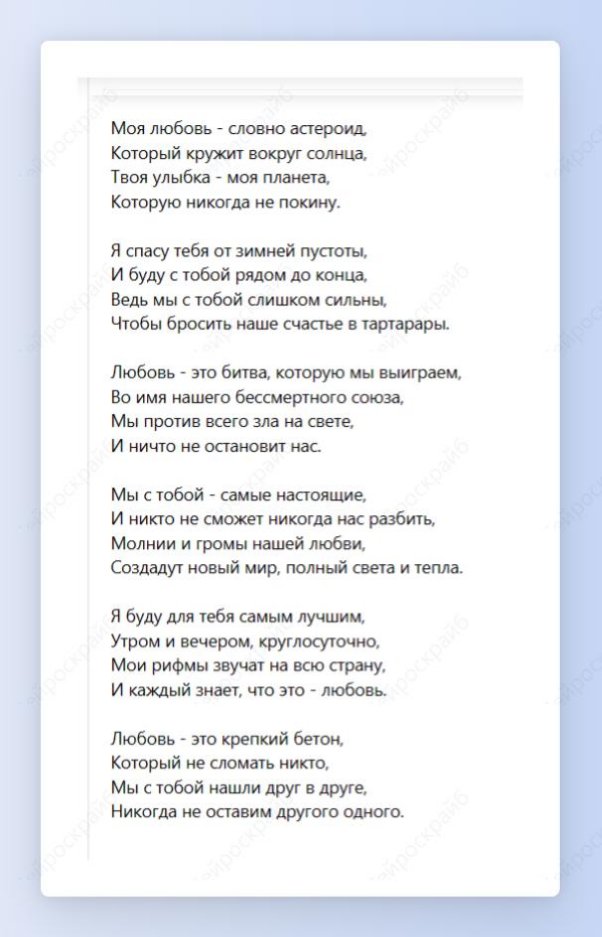 Моя любовь - словно астероид,
Который кружит вокруг солнца,
Твоя улыбка - моя планета,
Которую никогда не покину.
Я спасу тебя от зимней пустоты,
И буду с тобой рядом до конца,
Ведь мы с тобой слишком сильны,
Чтобы бросить наше счастье в тартарары.
Любовь - это битва, которую мы выиграем,
Во имя нашего бессмертного союза,
Мы против всего зла на свете,
И ничто не остановит нас.
Мы с тобой - самые настоящие,
И никто не сможет никогда нас разбить,
Молнии и громы нашей любви,
Создадут новый мир, полный света и тепла.
Я буду для тебя самым лучшим,
Утром и вечером, круглосуточно,
Мои рифмы звучат на всю страну,
И каждый знает, что это - любовь.
Любовь - это крепкий бетон,
Который не сломать никто,
Мы с тобой нашли друг в друге,
Никогда не оставим другого одного.